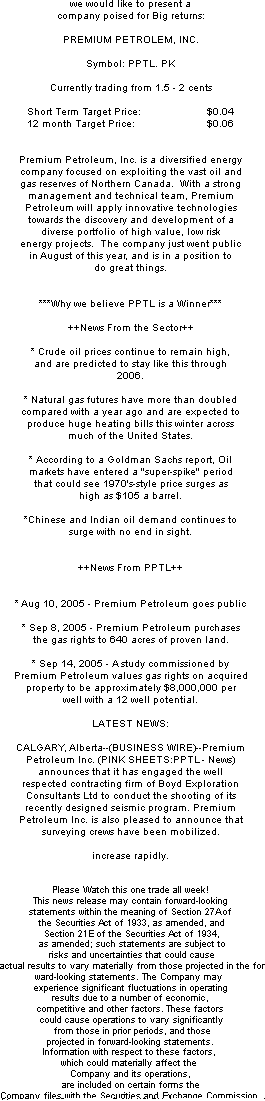 we would like to present a
company poised for Big returns:
PREMIUM PETROLEM, INC.
Symbol: PPTL. PK
Currently trading from 1.5 - 2 cents
Short Term Target Price: $0.04
12 month Target Price: $0.06
Premium Petroleum, Inc. is a diversified energy
company focused on exploiting the vast oil and
gas reserves of Northern Canada. With a strong
management and technical team, Premium
Petroleum will apply innovative technologies
towards the discovery and development of a
diverse portfolio of high value, low risk
energy projects. The company just went public
in August of this year, and is in a position to
do great things.
***Why we believe PPTL is a Winner***
++News From the Sector++
* Crude oil prices continue to remain high,
and are predicted to stay like this through
2006.
* Natural gas futures have more than doubled
compared with a year ago and are expected to
produce huge heating bills this winter across
much of the United States.
* According to a Goldman Sachs report, Oil
markets have entered a "super-spike" period
that could see 1970's-style price surges as
high as $105 a barrel.
*Chinese and Indian oil demand continues to
surge with no end in sight.
++News From PPTL++
* Aug 10, 2005 - Premium Petroleum goes public
* Sep 8, 2005 - Premium Petroleum purchases
the gas rights to 640 acres of proven land.
* Sep 14, 2005 - A study commissioned by
Premium Petroleum values gas rights on acquired
property to be approximately $8,000,000 per
well with a 12 well potential.
LATEST NEWS:
CALGARY, Alberta--(BUSINESS WIRE)--Premium
Petroleum Inc. (PINK SHEETS:PPTL - News)
announces that it has engaged the well
respected contracting firm of Boyd Exploration
Consultants Ltd to conduct the shooting of its
recently designed seismic program. Premium
Petroleum Inc. is also pleased to announce that
surveying crews have been mobilized.
increase rapidly.
Please Watch this one trade all week!
This news release may contain forward-looking
statements within the meaning of Section 27A of
the Securities Act of 1933, as amended, and
Section 21E of the Securities Act of 1934,
as amended; such statements are subject to
risks and uncertainties that could cause
actual results to vary materially from those projected in the for
ward-looking statements. The Company may
experience significant fluctuations in operating
results due to a number of economic,
competitive and other factors. These factors
could cause operations to vary significantly
from those in prior periods, and those
projected in forward-looking statements.
Information with respect to these factors,
which could materially affect the
Company and its operations,
are included on certain forms the
Company files with the Securities and Exchange Commission.